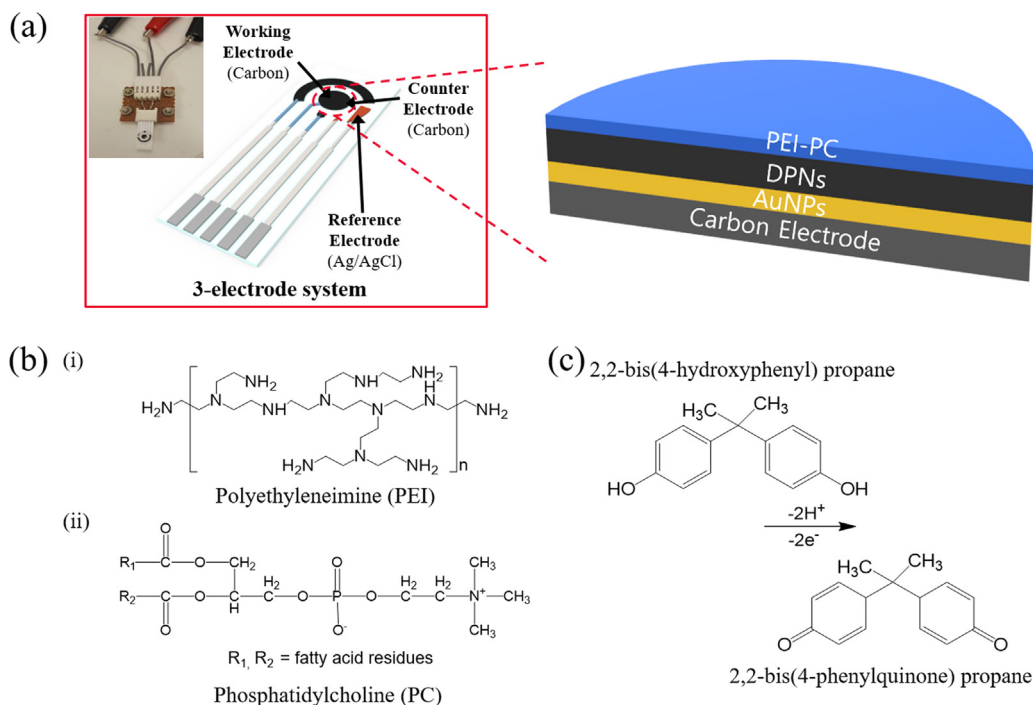 (a)
Working
Electrode
(Carbon)
Counter
Electrode
(Carbon)
Reference
Electrode
(Ag/AgCl)
3-electrode system
PEI-PC
DPNs
AuNPs
Carbon Electrode
(b)
(i)
NH₂
NH
NH₂
H
N
H₂N
N
NH
N
N
NH₂
N
H₂N
NH₂
n
Polyethyleneimine (PEI)
(ii)
O
R₁ C O CH₂
R₂ C O C C O P O C C N⁺ CH₃
O
H
H₂
O
O⁻
H₂
H₂
CH₃
CH₃
R₁, R₂ = fatty acid residues
Phosphatidylcholine (PC)
(c)
2,2-bis(4-hydroxyphenyl) propane
H₃C CH₃
HO OH
-2H⁺
-2e⁻
H₃C CH₃
O O
2,2-bis(4-phenylquinone) propane